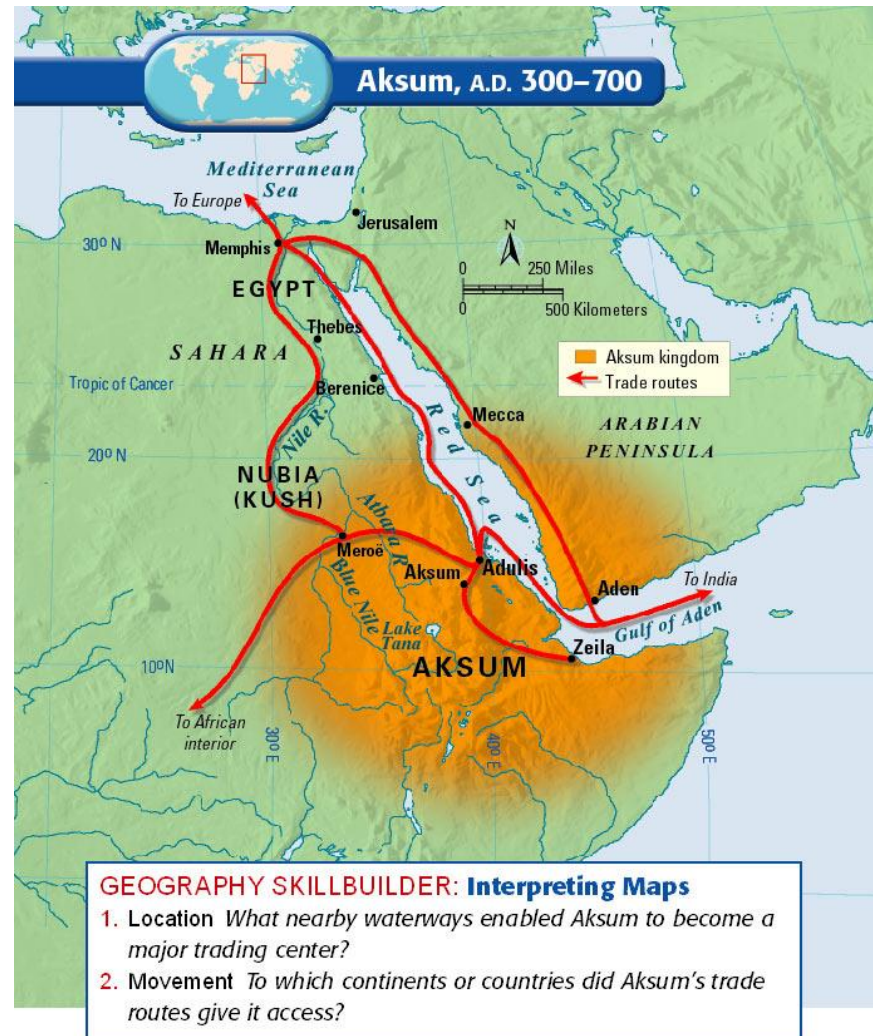 Aksum, A.D. 300–700
Mediterranean
Sea
To Europe
Jerusalem
30° N
Memphis
N
0 250 Miles
0 500 Kilometers
EGYPT
Thebes
SAHARA
Aksum kingdom
Trade routes
Tropic of Cancer
Berenice
Nile R.
Red Sea
Mecca
ARABIAN
PENINSULA
20° N
NUBIA
(KUSH)
Atbara R.
Meroë
Aksum
Adulis
Blue Nile
Aden
To India
Gulf of Aden
Lake
Tana
Zeila
10° N
AKSUM
To African
interior
30° E
40° E
50° E
GEOGRAPHY SKILLBUILDER: Interpreting Maps
1. Location What nearby waterways enabled Aksum to become a
major trading center?
2. Movement To which continents or countries did Aksum's trade
routes give it access?